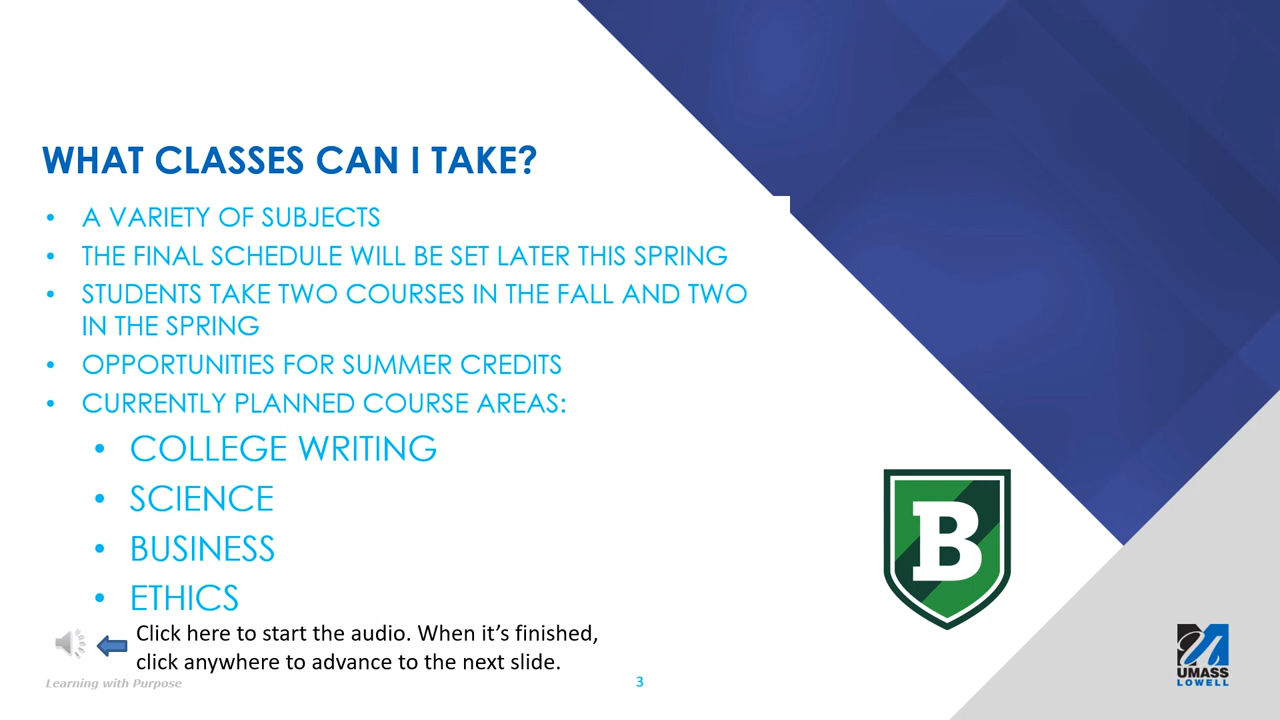 WHAT CLASSES CAN I TAKE?
• A VARIETY OF SUBJECTS
• THE FINAL SCHEDULE WILL BE SET LATER THIS SPRING
• STUDENTS TAKE TWO COURSES IN THE FALL AND TWO
IN THE SPRING
• OPPORTUNITIES FOR SUMMER CREDITS
• CURRENTLY PLANNED COURSE AREAS:
• COLLEGE WRITING
• SCIENCE
• BUSINESS
• ETHICS
Click here to start the audio. When it's finished,
click anywhere to advance to the next slide.
Learning with Purpose
3
B
UMASS
LOWELL